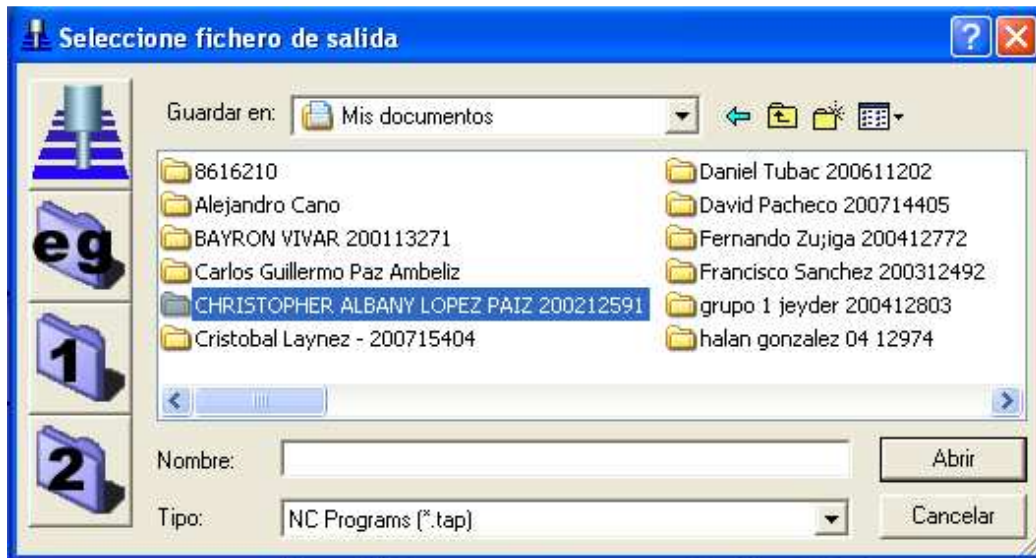 Seleccione fichero de salida
Guardar en: Mis documentos
eg
1
2
8616210
Alejandro Cano
BAYRON VIVAR 200113271
Carlos Guillermo Paz Ambeliz
CHRISTOPHER ALBANY LOPEZ PAIZ 200212591
Cristobal Laynez - 200715404
Daniel Tubac 200611202
David Pacheco 200714405
Fernando Zu;iga 200412772
Francisco Sanchez 200312492
grupo 1 jeyder 200412803
halan gonzalez 04 12974
Nombre:
Abrir
Tipo: NC Programs (*.tap)
Cancelar